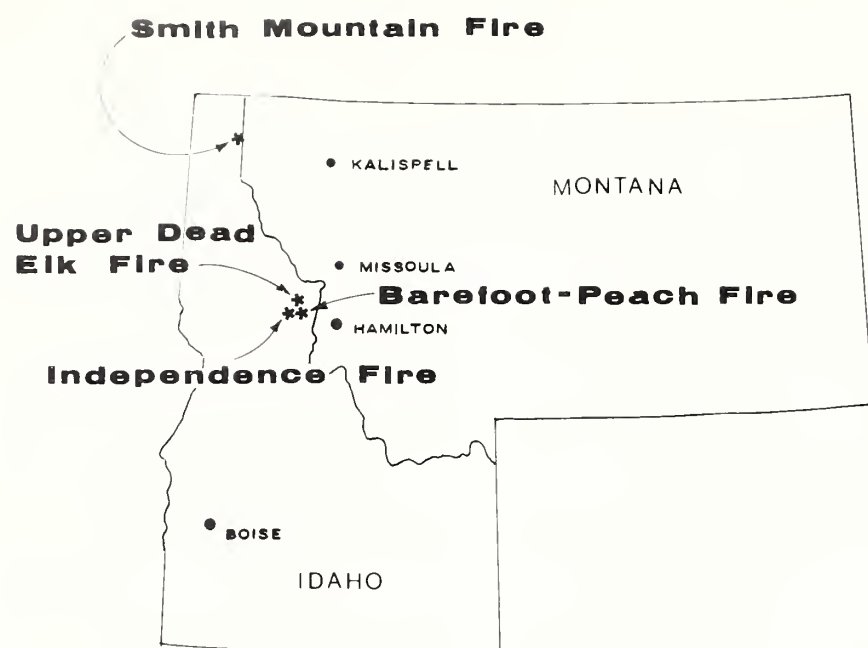 Smith Mountain Fire
KALISPELL
MONTANA
Upper Dead
Elk Fire
MISSOULA
Barefoot-Peach Fire
HAMILTON
Independence Fire
BOISE
IDAHO